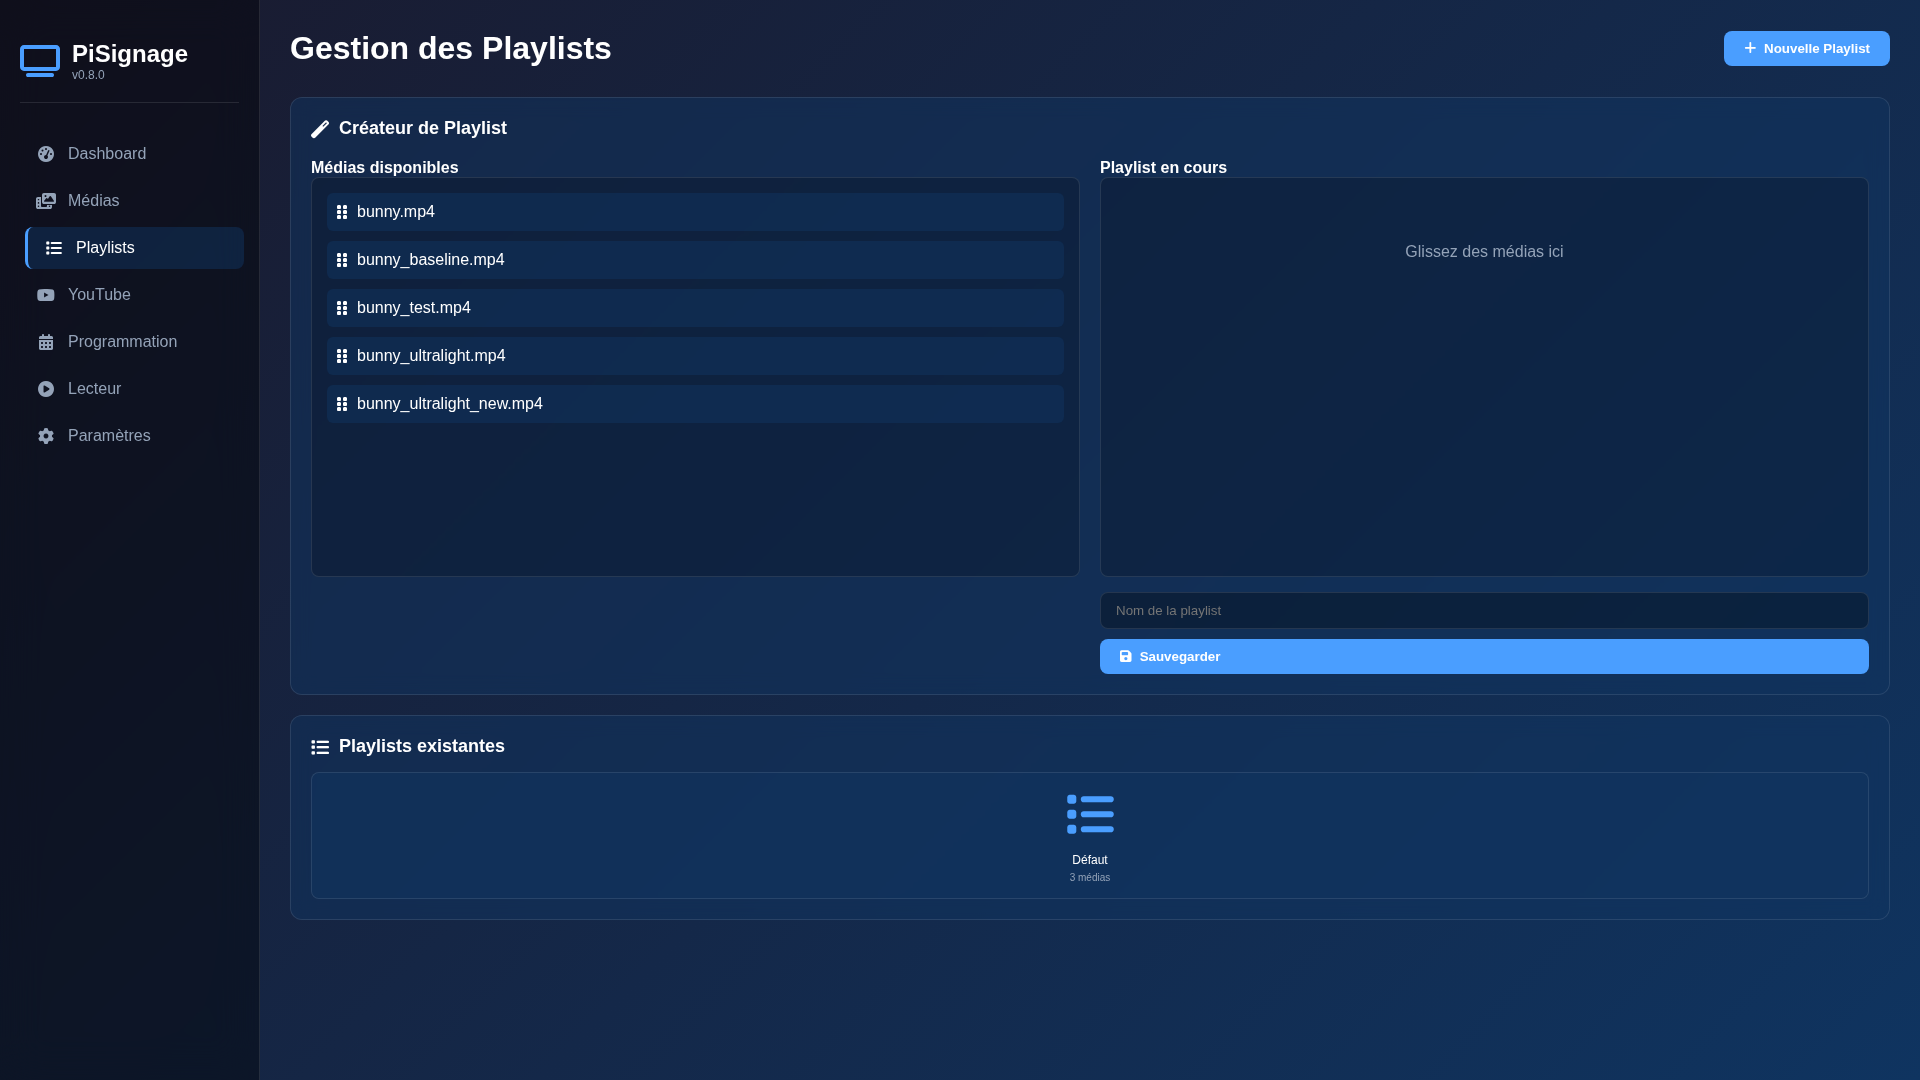 PiSignage
v0.8.0
Dashboard
Médias
Playlists
YouTube
Programmation
Lecteur
Paramètres
Gestion des Playlists
Nouvelle Playlist
Créateur de Playlist
Médias disponibles
bunny.mp4
bunny_baseline.mp4
bunny_test.mp4
bunny_ultralight.mp4
bunny_ultralight_new.mp4
Playlist en cours
Glissez des médias ici
Nom de la playlist
Sauvegarder
Playlists existantes
Défaut
3 médias